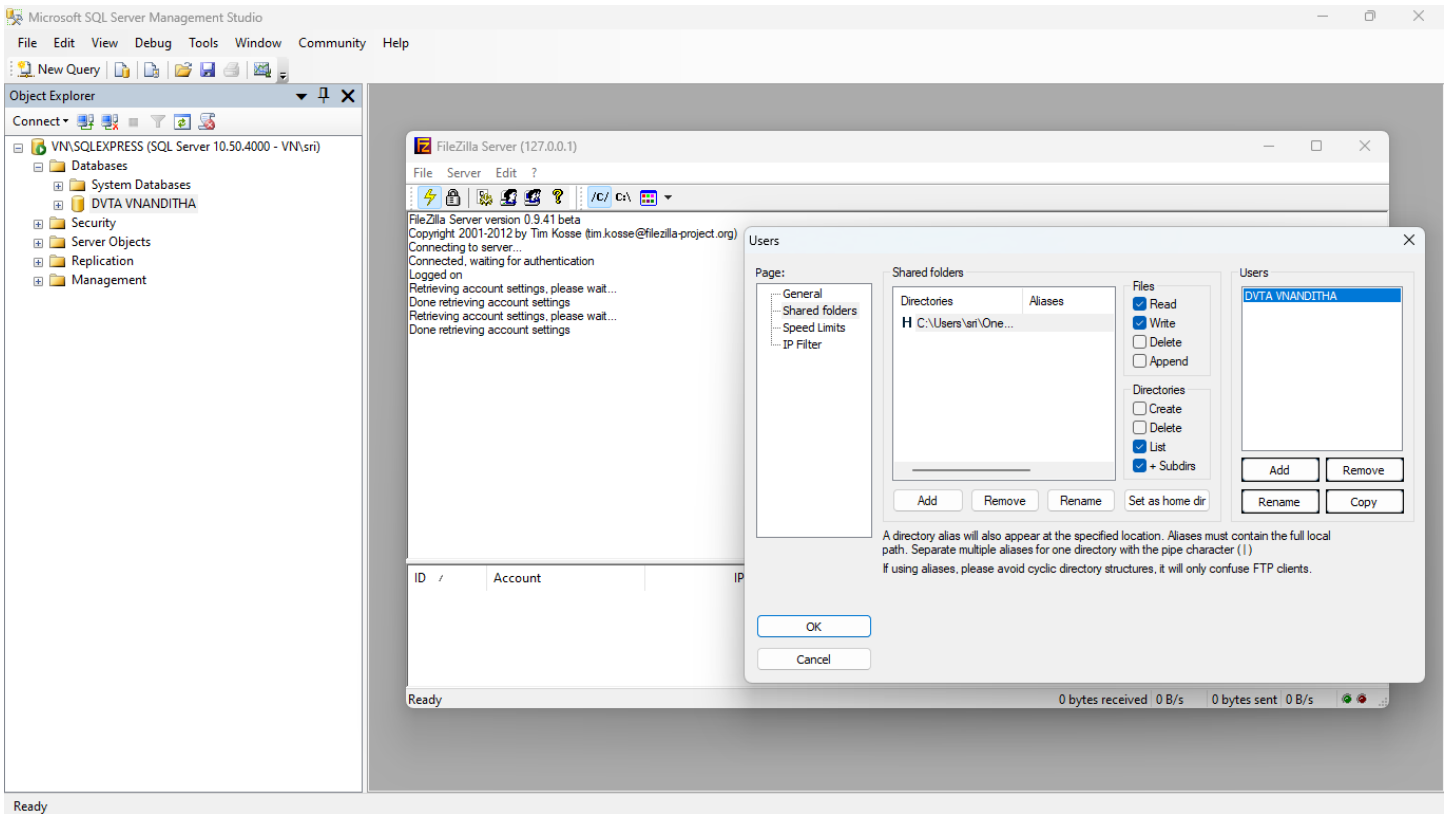 Microsoft SQL Server Management Studio
File Edit View Debug Tools Window Community Help
New Query
Object Explorer
Connect
VN\SQLEXPRESS (SQL Server 10.50.4000 - VN\sri)
Databases
System Databases
DVTA VNANDITHA
Security
Server Objects
Replication
Management
FileZilla Server (127.0.0.1)
File Server Edit ?
/C/ C:\
FileZilla Server version 0.9.41 beta
Copyright 2001-2012 by Tim Kosse (tim.kosse@filezilla-project.org)
Connecting to server...
Connected, waiting for authentication
Logged on
Retrieving account settings, please wait...
Done retrieving account settings
Retrieving account settings, please wait...
Done retrieving account settings
ID / Account IP
Ready 0 bytes received 0 B/s 0 bytes sent 0 B/s
Users
Page:
General
Shared folders
Speed Limits
IP Filter
Shared folders
Directories Aliases
H C:\Users\sri\One...
Files
Read
Write
Delete
Append
Directories
Create
Delete
List
+ Subdirs
Add Remove Rename Set as home dir
Users
DVTA VNANDITHA
Add Remove
Rename Copy
A directory alias will also appear at the specified location. Aliases must contain the full local
path. Separate multiple aliases for one directory with the pipe character (|)
If using aliases, please avoid cyclic directory structures, it will only confuse FTP clients.
OK
Cancel
Ready